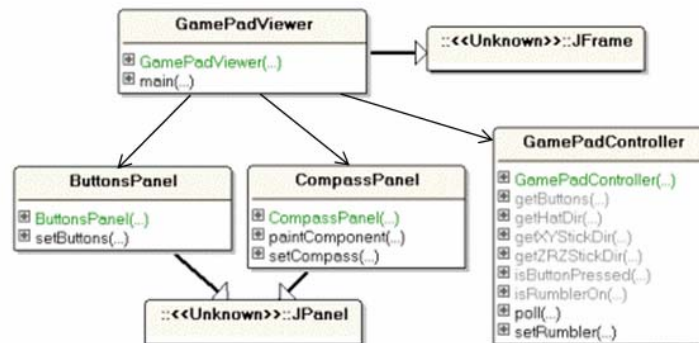 GamePadViewer
GamePadViewer(...)
main(...)
::<<Unknown>>::JFrame
ButtonsPanel
ButtonsPanel(...)
setButtons(...)
CompassPanel
CompassPanel(...)
paintComponent(...)
setCompass(...)
GamePadController
GamePadController(...)
getButtons(...)
getHatDir(...)
getXYStickDir(...)
getZRZStickDir(...)
isButtonPressed(...)
isRumblerOn(...)
poll(...)
setRumbler(...)
::<<Unknown>>::JPanel